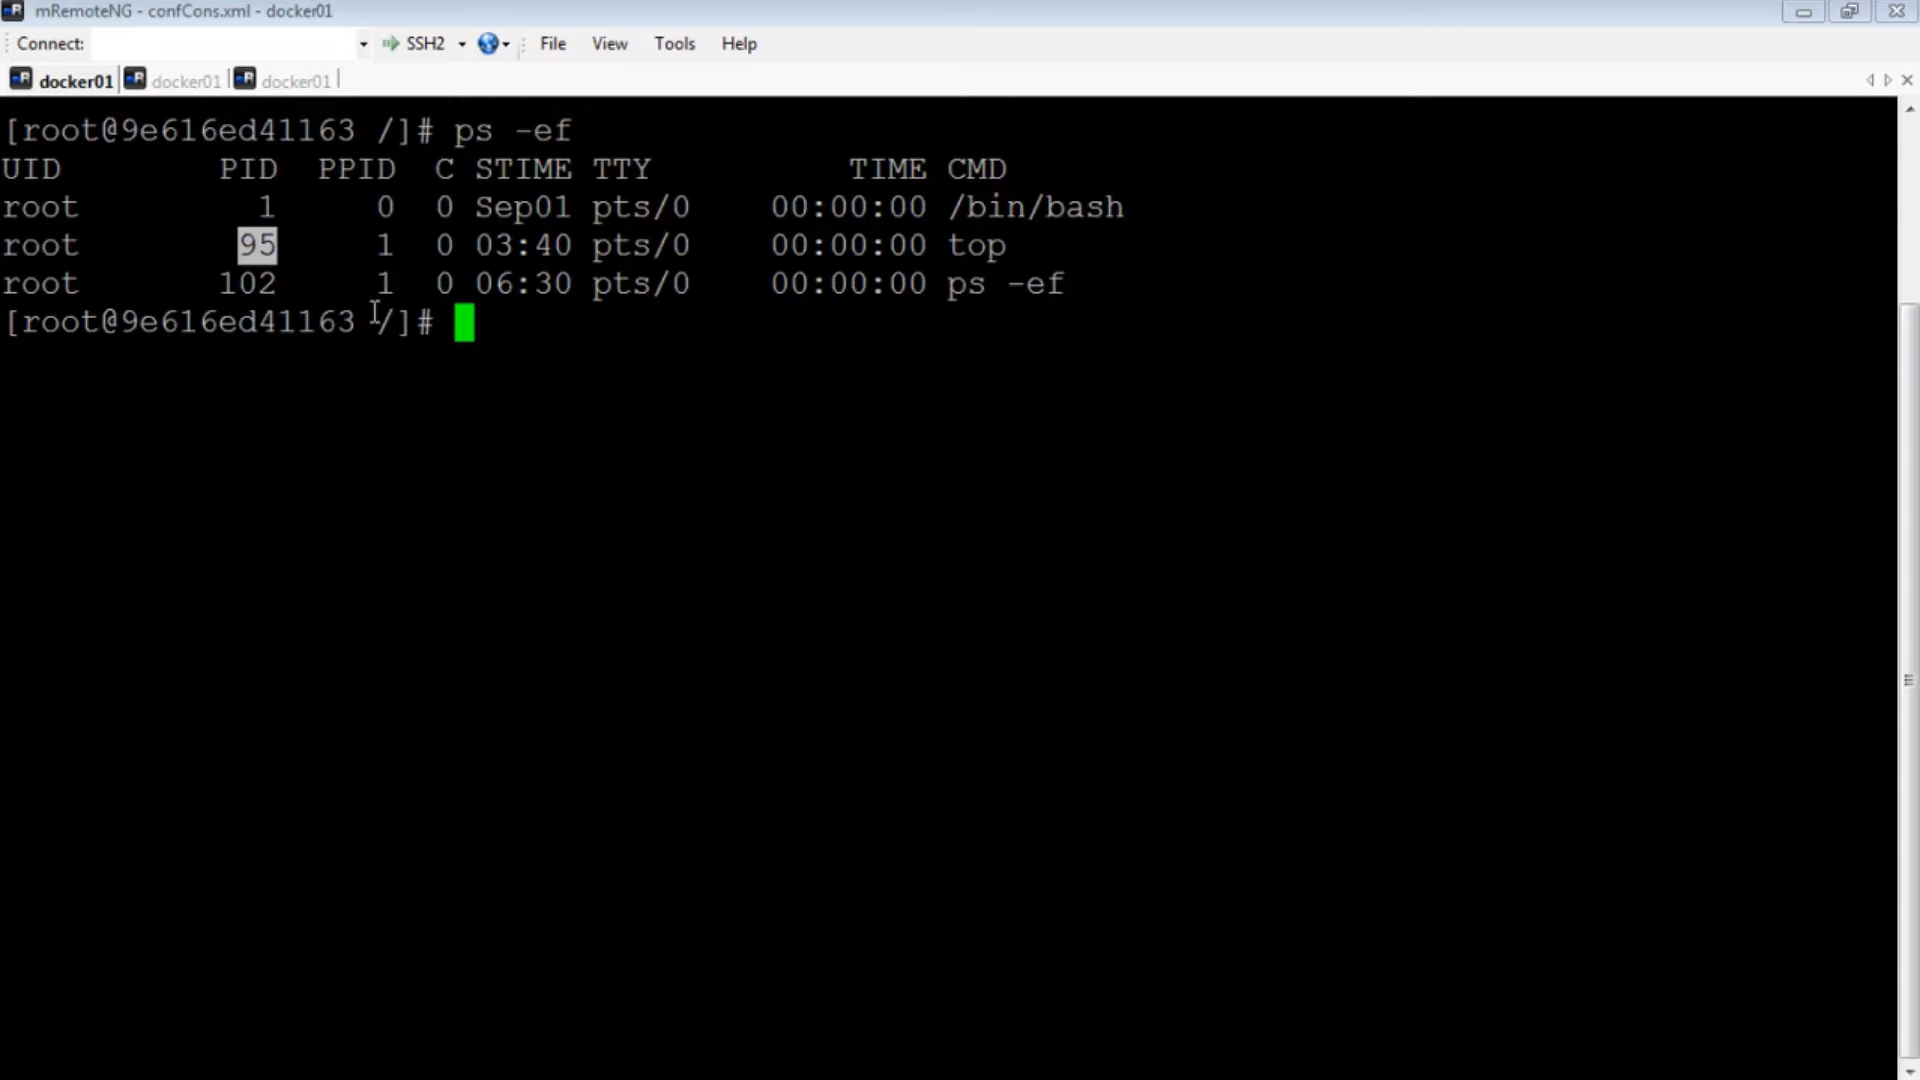 mRemoteNG - confCons.xml - docker01
Connect: SSH2 File View Tools Help
docker01 docker01 docker01
[root@9e616ed41163 /]# ps -ef
UID PID PPID C STIME TTY TIME CMD
root 1 0 0 Sep01 pts/0 00:00:00 /bin/bash
root 95 1 0 03:40 pts/0 00:00:00 top
root 102 1 0 06:30 pts/0 00:00:00 ps -ef
[root@9e616ed41163 /]#